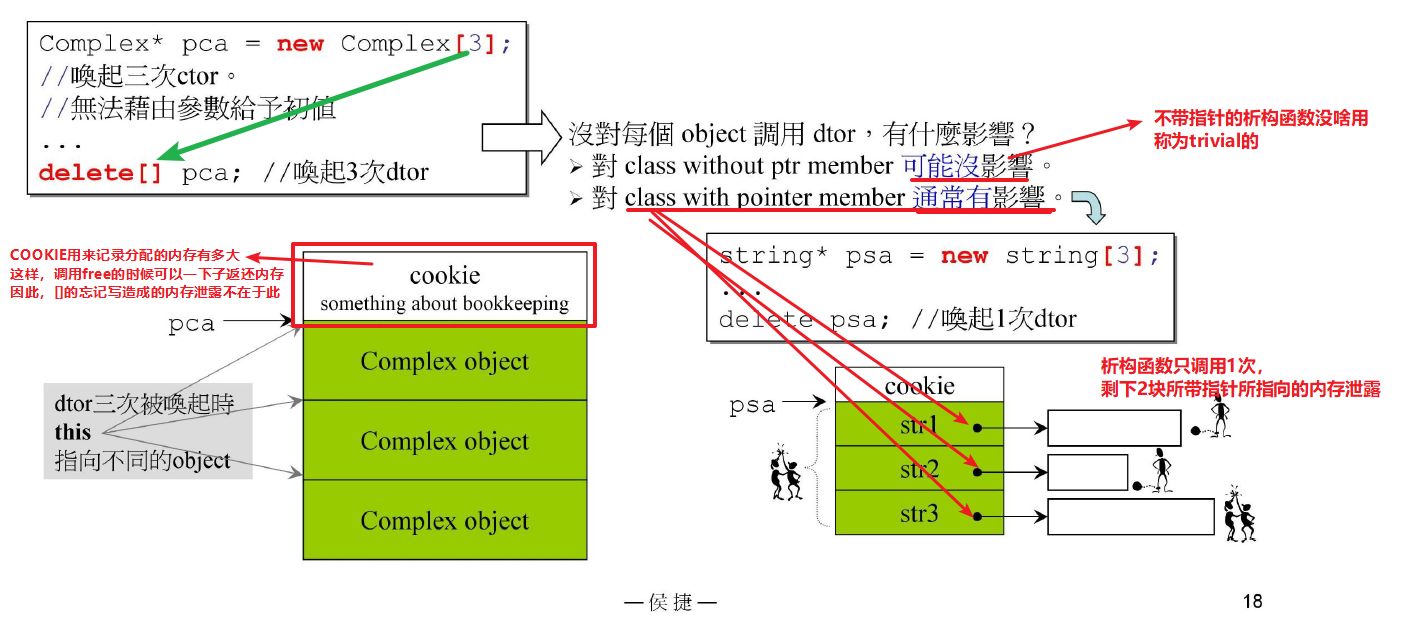 Complex* pca = new Complex[3];
//喚起三次ctor。
//無法藉由參數給予初值
...
delete[] pca; //喚起3次dtor
沒對每個 object 調用 dtor，有什麼影響？
➢ 對 class without ptr member 可能沒影響。
➢ 對 class with pointer member 通常有影響。
不带指针的析构函数没啥用
称为trivial的
string* psa = new string[3];
...
delete psa; //喚起1次dtor
COOKIE用来记录分配的内存有多大
这样，调用free的时候可以一下子返还内存
因此，[]的忘记写造成的内存泄露不在于此
cookie
something about bookkeeping
pca
Complex object
Complex object
Complex object
dtor三次被喚起時
this
指向不同的object
析构函数只调用1次，
剩下2块所带指针所指向的内存泄露
cookie
psa
str1
str2
str3
—侯捷—
18